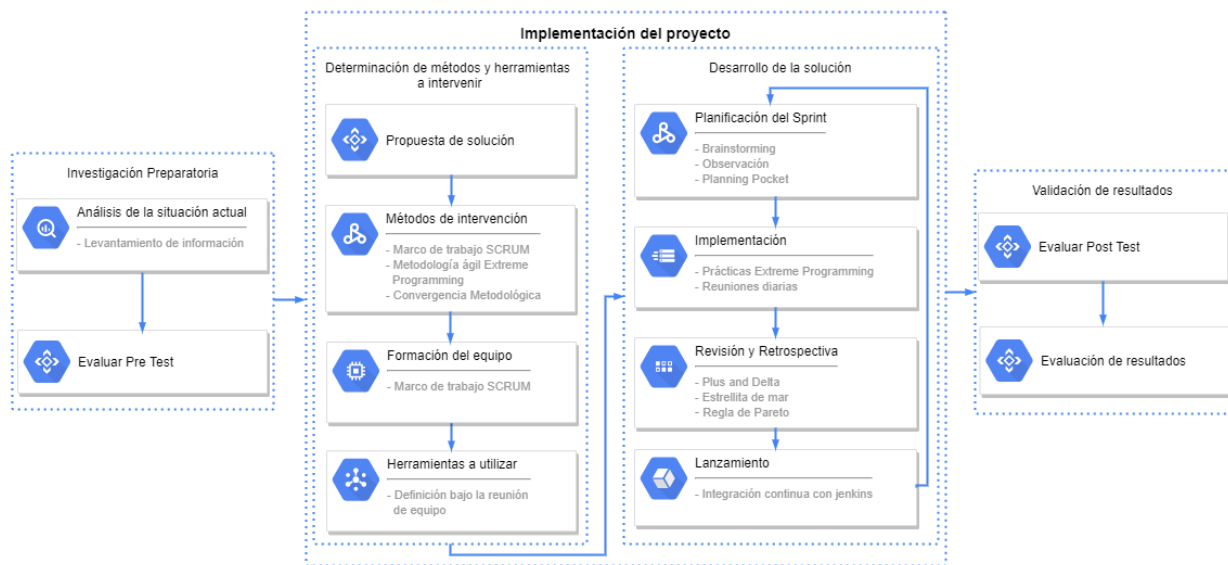 Implementación del proyecto
Investigación Preparatoria
Análisis de la situación actual
- Levantamiento de información
Evaluar Pre Test
Determinación de métodos y herramientas
a intervenir
Propuesta de solución
Métodos de intervención
- Marco de trabajo SCRUM
- Metodología ágil Extreme
Programming
- Convergencia Metodológica
Formación del equipo
- Marco de trabajo SCRUM
Herramientas a utilizar
- Definición bajo la reunión
de equipo
Desarrollo de la solución
Planificación del Sprint
- Brainstorming
- Observación
- Planning Pocket
Implementación
- Prácticas Extreme Programming
- Reuniones diarias
Revisión y Retrospectiva
- Plus and Delta
- Estrellita de mar
- Regla de Pareto
Lanzamiento
- Integración continua con jenkins
Validación de resultados
Evaluar Post Test
Evaluación de resultados